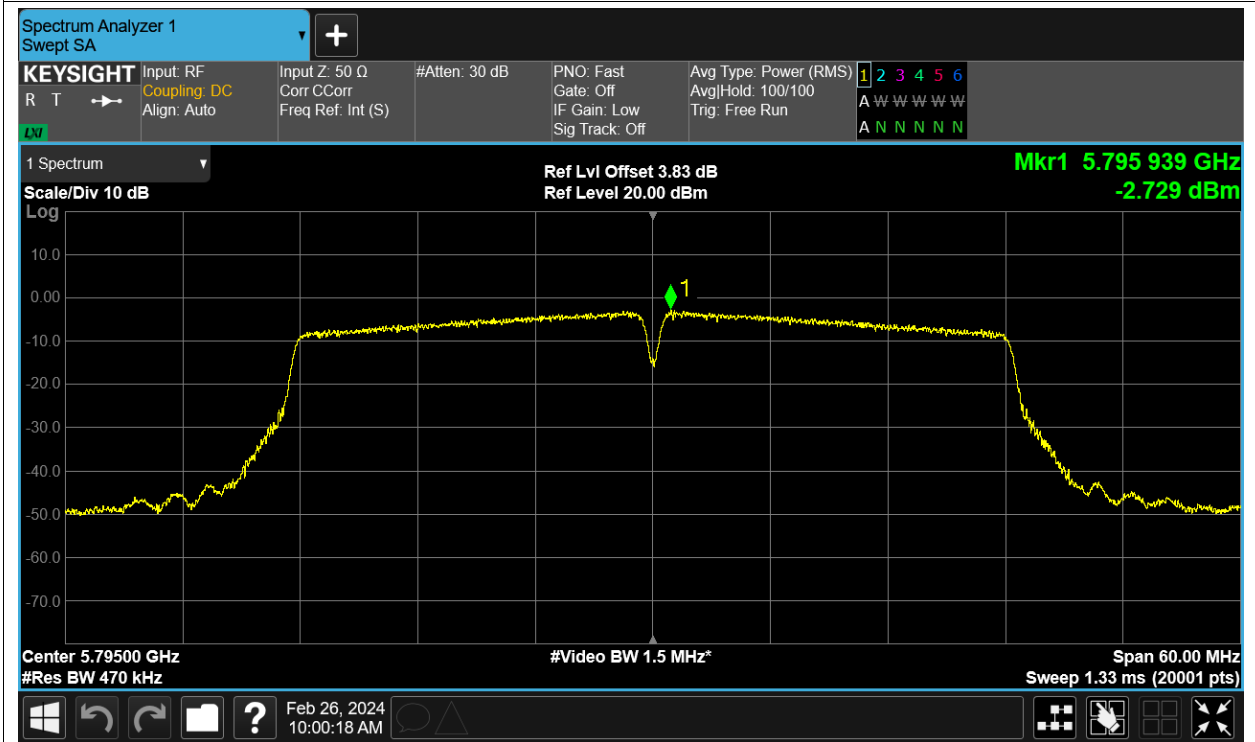 Spectrum Analyzer 1
Swept SA
+
KEYSIGHT
R T
LXI
Input: RF
Coupling: DC
Align: Auto
Input Z: 50 Ω
Corr CCorr
Freq Ref: Int (S)
#Atten: 30 dB
PNO: Fast
Gate: Off
IF Gain: Low
Sig Track: Off
Avg Type: Power (RMS)
Avg|Hold: 100/100
Trig: Free Run
1 2 3 4 5 6
A W W W W W
A N N N N N
1 Spectrum
Scale/Div 10 dB
Log
Ref Lvl Offset 3.83 dB
Ref Level 20.00 dBm
Mkr1 5.795 939 GHz
-2.729 dBm
10.0
0.00
-10.0
-20.0
-30.0
-40.0
-50.0
-60.0
-70.0
1
Center 5.79500 GHz
#Res BW 470 kHz
#Video BW 1.5 MHz*
Span 60.00 MHz
Sweep 1.33 ms (20001 pts)
?
Feb 26, 2024
10:00:18 AM